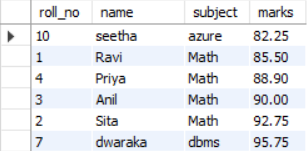 roll_no name subject marks
10 seetha azure 82.25
1 Ravi Math 85.50
4 Priya Math 88.90
3 Anil Math 90.00
2 Sita Math 92.75
7 dwaraka dbms 95.75